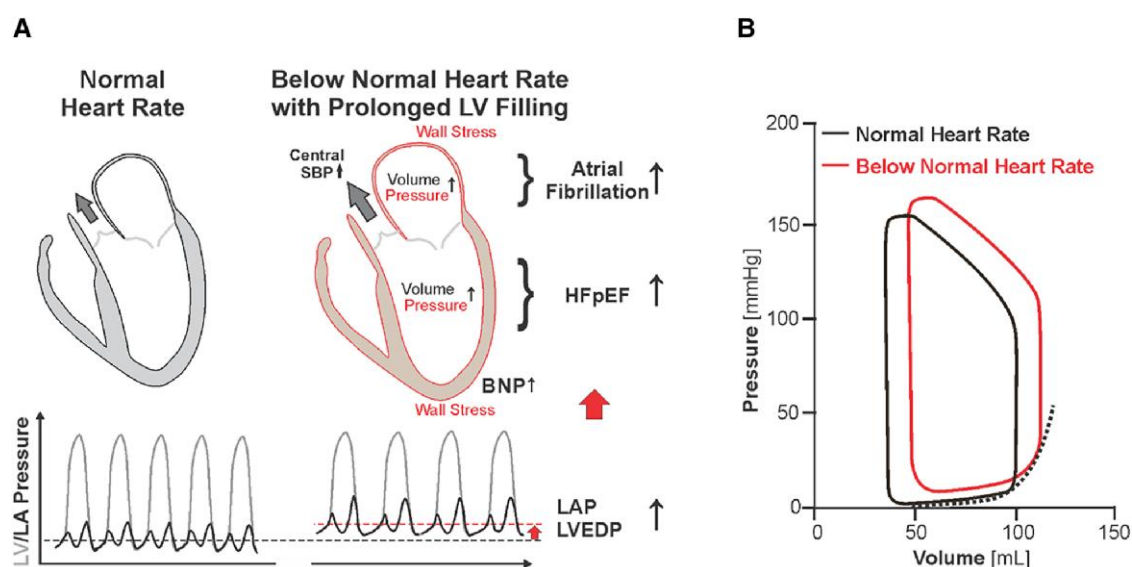 A
Normal
Heart Rate
Below Normal Heart Rate
with Prolonged LV Filling
Wall Stress
Central
SBP↑
Volume
Pressure ↑
Atrial
Fibrillation ↑
Volume
Pressure ↑
HFpEF ↑
BNP↑
Wall Stress
LV/LA Pressure
LAP
LVEDP ↑
B
200
150
100
50
0
Pressure [mmHg]
Normal Heart Rate
Below Normal Heart Rate
0 50 100 150
Volume [mL]